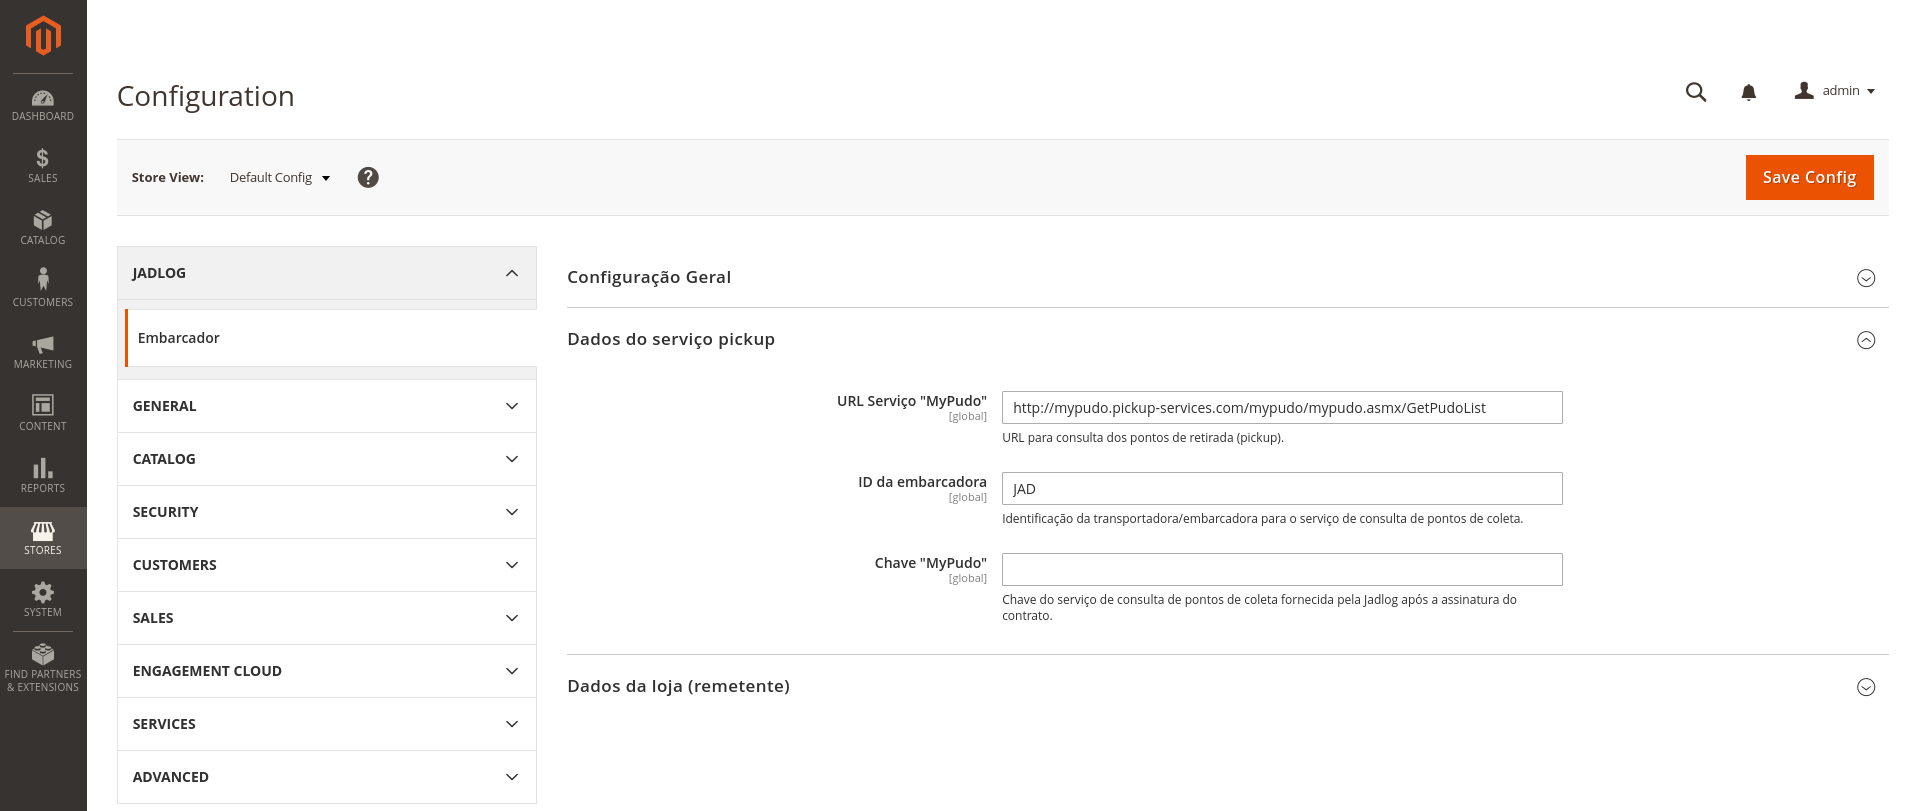 DASHBOARD
SALES
CATALOG
CUSTOMERS
MARKETING
CONTENT
REPORTS
STORES
SYSTEM
FIND PARTNERS
& EXTENSIONS
Configuration
admin
Store View:
Default Config
?
Save Config
JADLOG
Embarcador
GENERAL
CATALOG
SECURITY
CUSTOMERS
SALES
ENGAGEMENT CLOUD
SERVICES
ADVANCED
Configuração Geral
Dados do serviço pickup
URL Serviço "MyPudo"
[global]
http://mypudo.pickup-services.com/mypudo/mypudo.asmx/GetPudoList
URL para consulta dos pontos de retirada (pickup).
ID da embarcadora
[global]
JAD
Identificação da transportadora/embarcadora para o serviço de consulta de pontos de coleta.
Chave "MyPudo"
[global]
Chave do serviço de consulta de pontos de coleta fornecida pela Jadlog após a assinatura do
contrato.
Dados da loja (remetente)